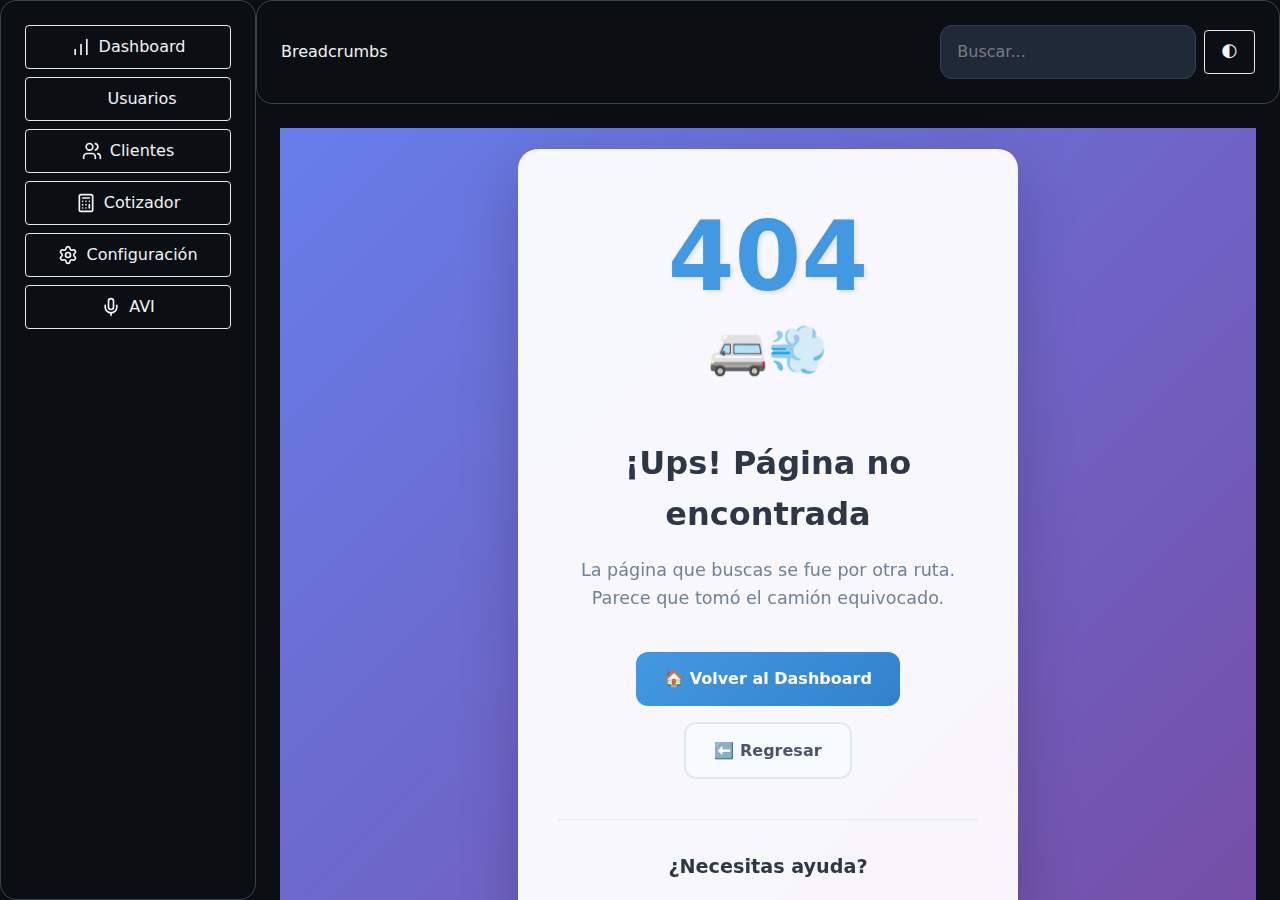 Dashboard
Usuarios
Clientes
Cotizador
Configuración
AVI
Breadcrumbs
Buscar...
404
¡Ups! Página no
encontrada
La página que buscas se fue por otra ruta.
Parece que tomó el camión equivocado.
Volver al Dashboard
Regresar
¿Necesitas ayuda?